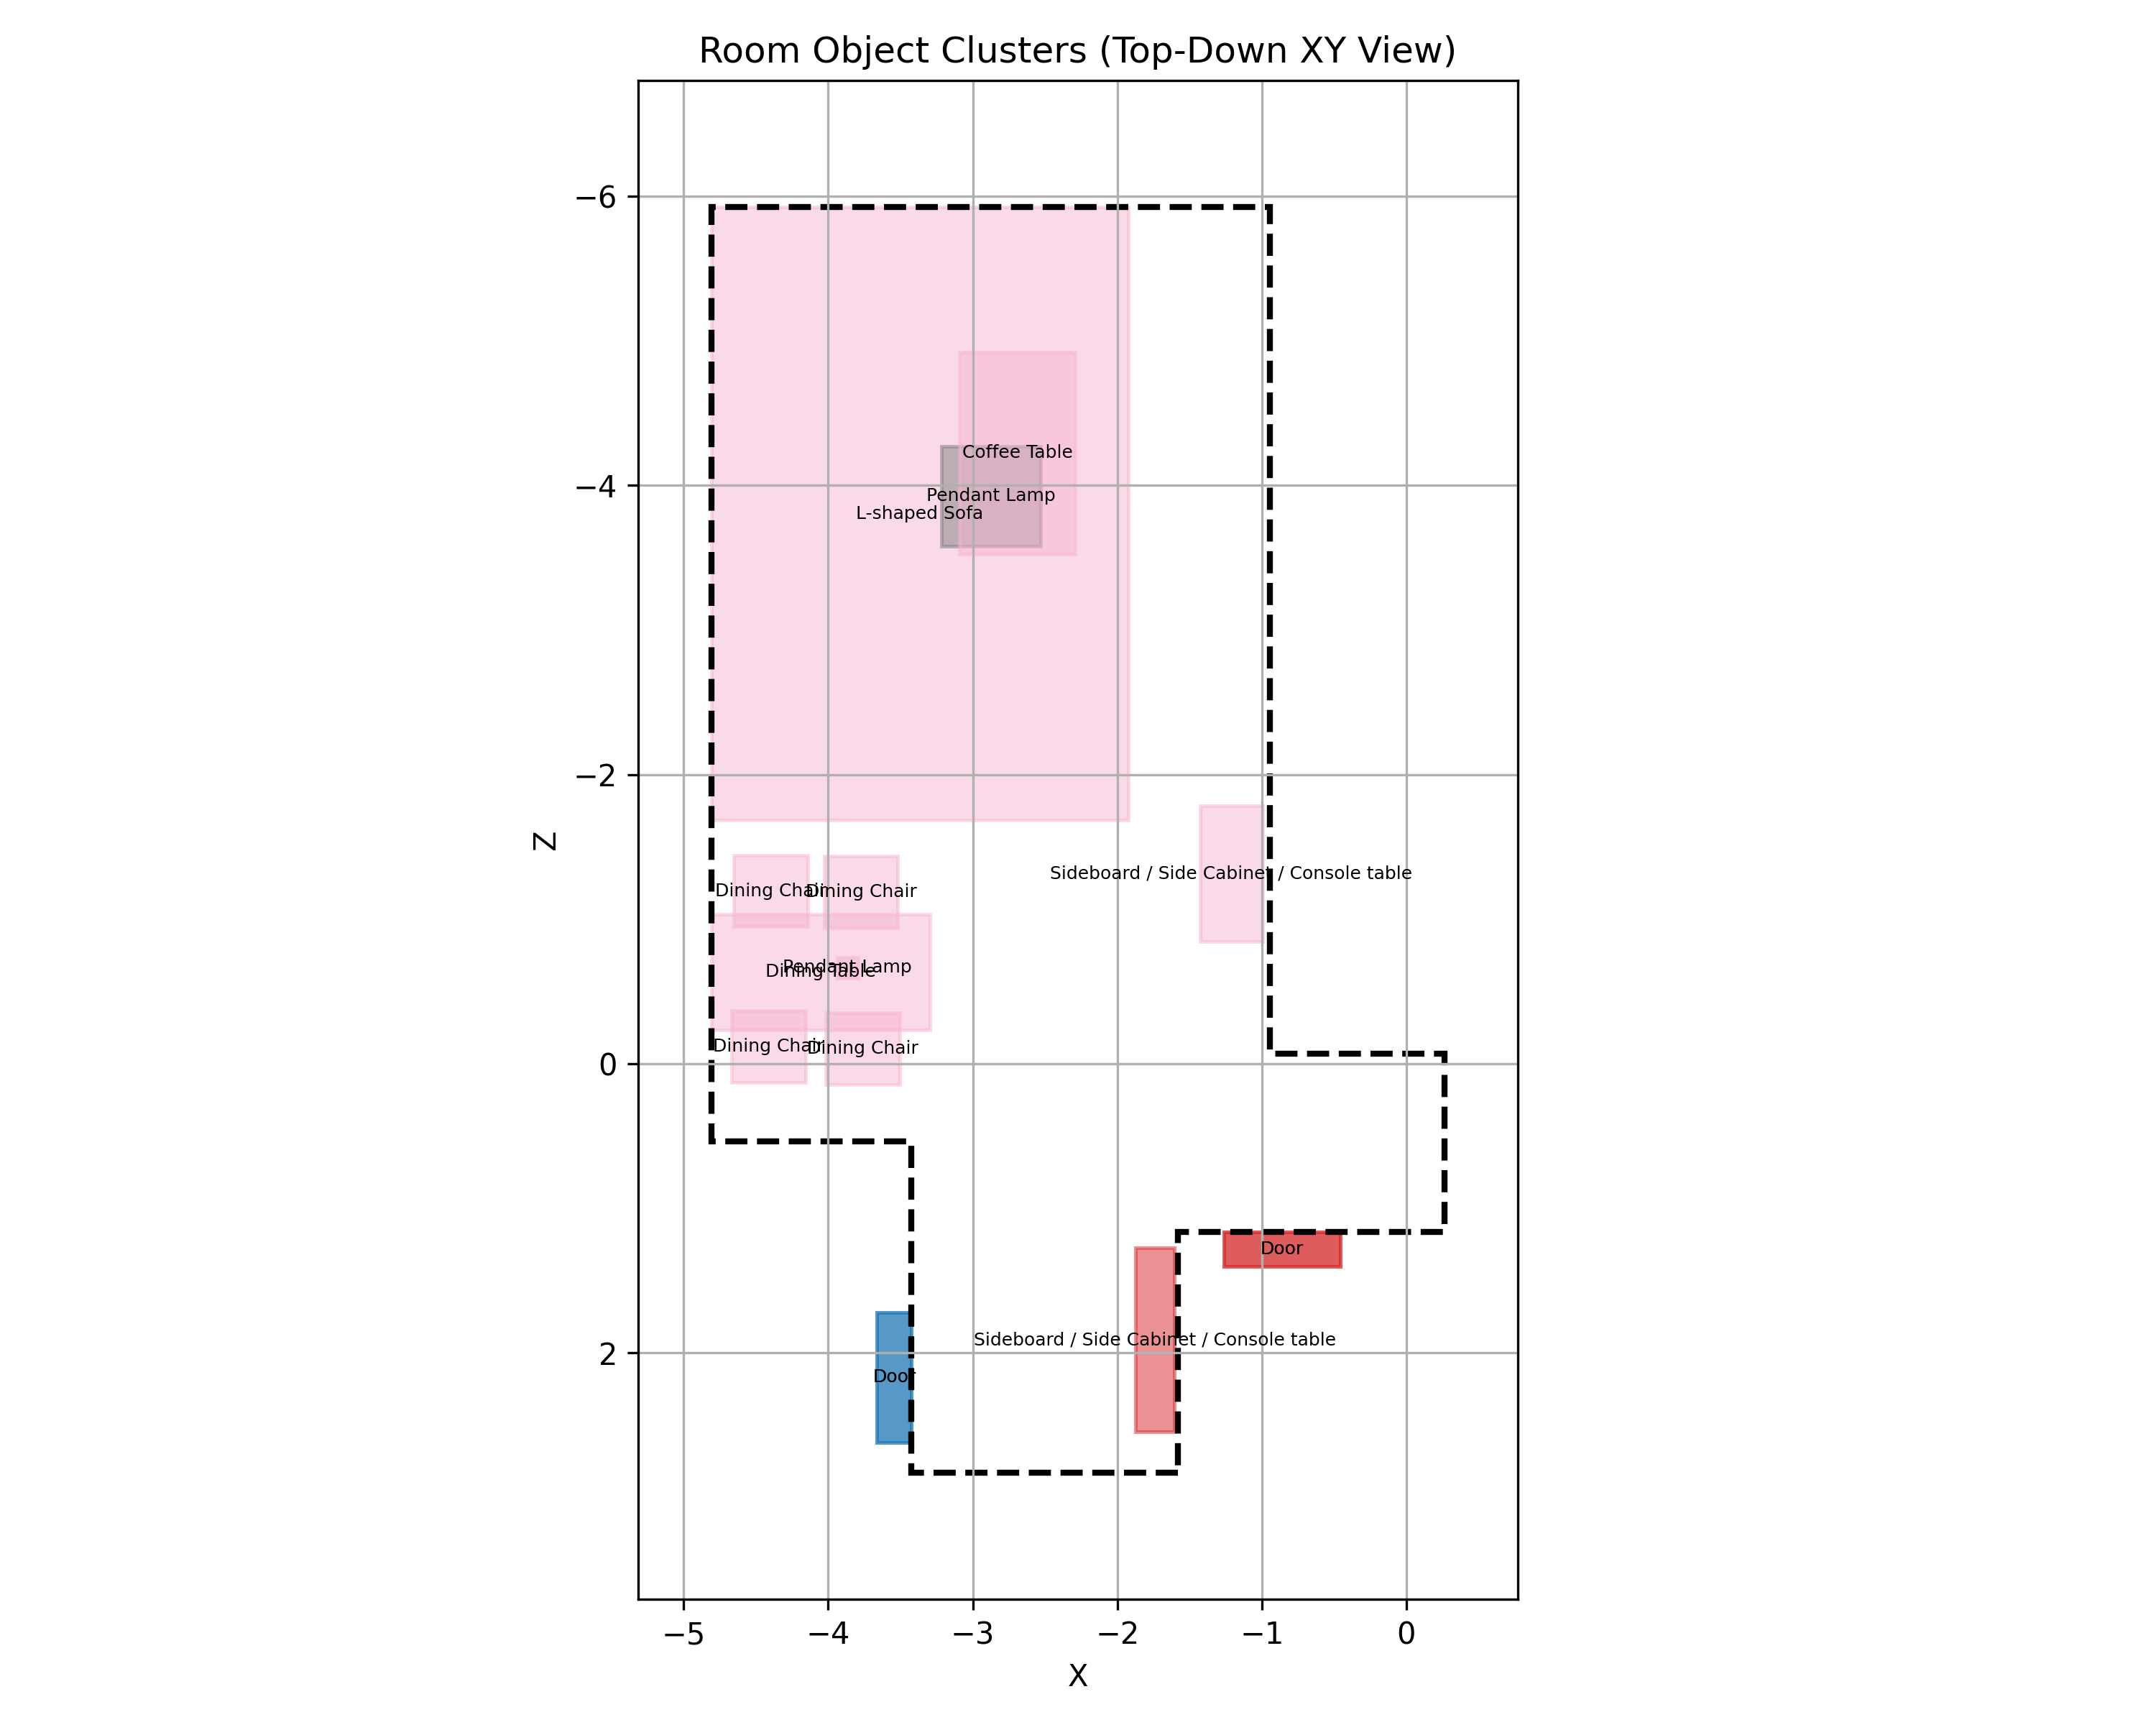 Room Object Clusters (Top-Down XY View)
−6
Coffee Table
−4
Pendant Lamp
L-shaped Sofa
−2
Z
Sideboard / Side Cabinet / Console table
Dining Chair
Dining Chair
Pendant Lamp
Dining Table
Dining Chair
Dining Chair
0
Door
Sideboard / Side Cabinet / Console table
2
Door
−5
−4
−3
−2
−1
0
X